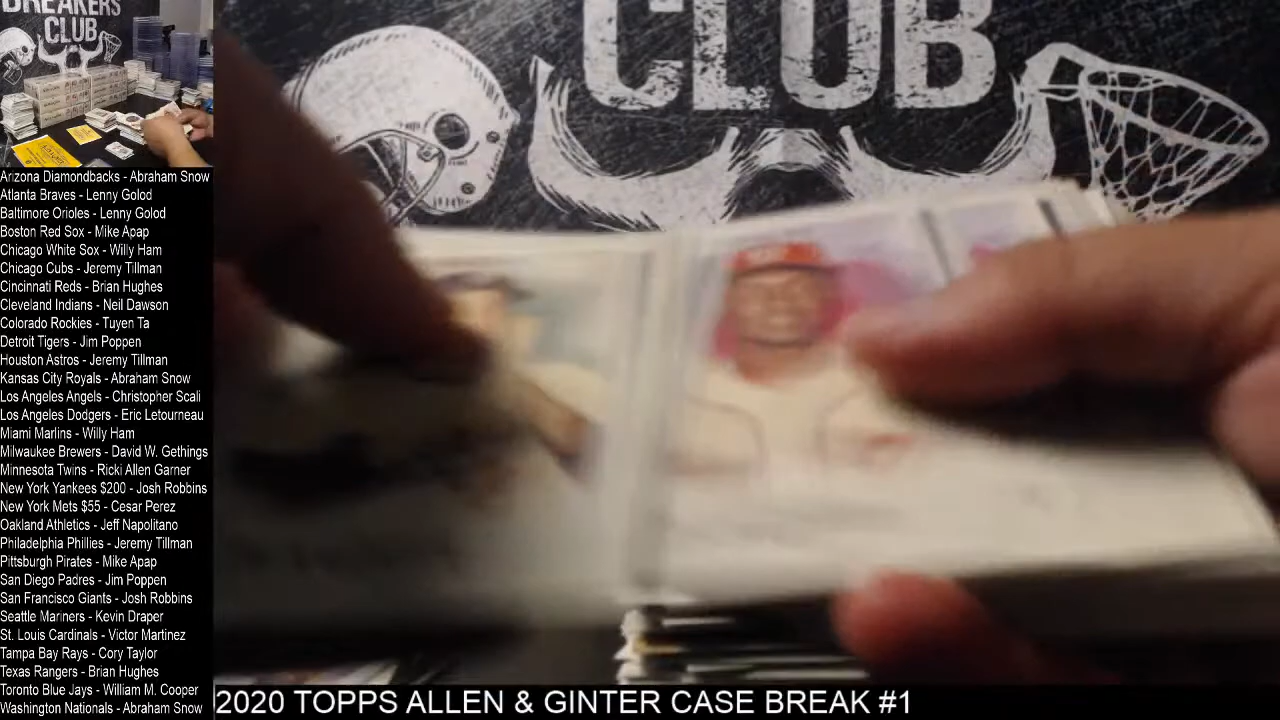 BREAKERS
CLUB
CLUB
Arizona Diamondbacks - Abraham Snow
Atlanta Braves - Lenny Golod
Baltimore Orioles - Lenny Golod
Boston Red Sox - Mike Apap
Chicago White Sox - Willy Ham
Chicago Cubs - Jeremy Tillman
Cincinnati Reds - Brian Hughes
Cleveland Indians - Neil Dawson
Colorado Rockies - Tuyen Ta
Detroit Tigers - Jim Poppen
Houston Astros - Jeremy Tillman
Kansas City Royals - Abraham Snow
Los Angeles Angels - Christopher Scali
Los Angeles Dodgers - Eric Letourneau
Miami Marlins - Willy Ham
Milwaukee Brewers - David W. Gethings
Minnesota Twins - Ricki Allen Garner
New York Yankees $200 - Josh Robbins
New York Mets $55 - Cesar Perez
Oakland Athletics - Jeff Napolitano
Philadelphia Phillies - Jeremy Tillman
Pittsburgh Pirates - Mike Apap
San Diego Padres - Jim Poppen
San Francisco Giants - Josh Robbins
Seattle Mariners - Kevin Draper
St. Louis Cardinals - Victor Martinez
Tampa Bay Rays - Cory Taylor
Texas Rangers - Brian Hughes
Toronto Blue Jays - William M. Cooper
Washington Nationals - Abraham Snow
2020 TOPPS ALLEN & GINTER CASE BREAK #1